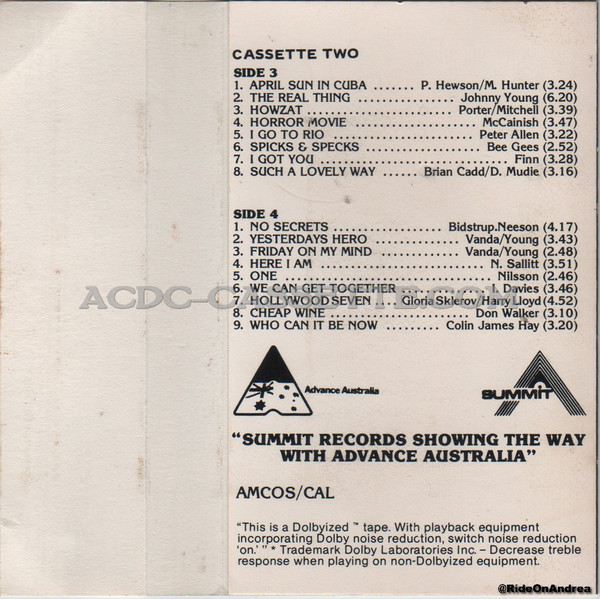 CASSETTE TWO
SIDE 3
1. APRIL SUN IN CUBA ....... P. Hewson/M. Hunter (3.24)
2. THE REAL THING ................ Johnny Young (6.20)
3. HOWZAT ...................... Porter/Mitchell (3.39)
4. HORROR MOVIE ................... McCainish (3.47)
5. I GO TO RIO ...................... Peter Allen (3.22)
6. SPICKS & SPECKS .................. Bee Gees (2.52)
7. I GOT YOU ............................ Finn (3.28)
8. SUCH A LOVELY WAY ...... Brian Cadd/D. Mudie (3.16)
SIDE 4
1. NO SECRETS .................. Bidstrup.Neeson (4.17)
2. YESTERDAYS HERO ............... Vanda/Young (3.43)
3. FRIDAY ON MY MIND ............. Vanda/Young (2.48)
4. HERE I AM ........................ N. Sallitt (3.51)
5. ONE ............................... Nilsson (2.46)
6. WE CAN GET TOGETHER ............ I. Davies (3.46)
7. HOLLYWOOD SEVEN .... Gloria Sklerov/Harry Lloyd (4.52)
8. CHEAP WINE ..................... Don Walker (3.10)
9. WHO CAN IT BE NOW ......... Colin James Hay (3.20)
ACDC-CASSETTE.COM
Advance Australia
SUMMIT
"SUMMIT RECORDS SHOWING THE WAY
WITH ADVANCE AUSTRALIA"
AMCOS/CAL
"This is a Dolbyized ™ tape. With playback equipment
incorporating Dolby noise reduction, switch noise reduction
'on.' " * Trademark Dolby Laboratories Inc. – Decrease treble
response when playing on non-Dolbyized equipment.
@RideOnAndrea